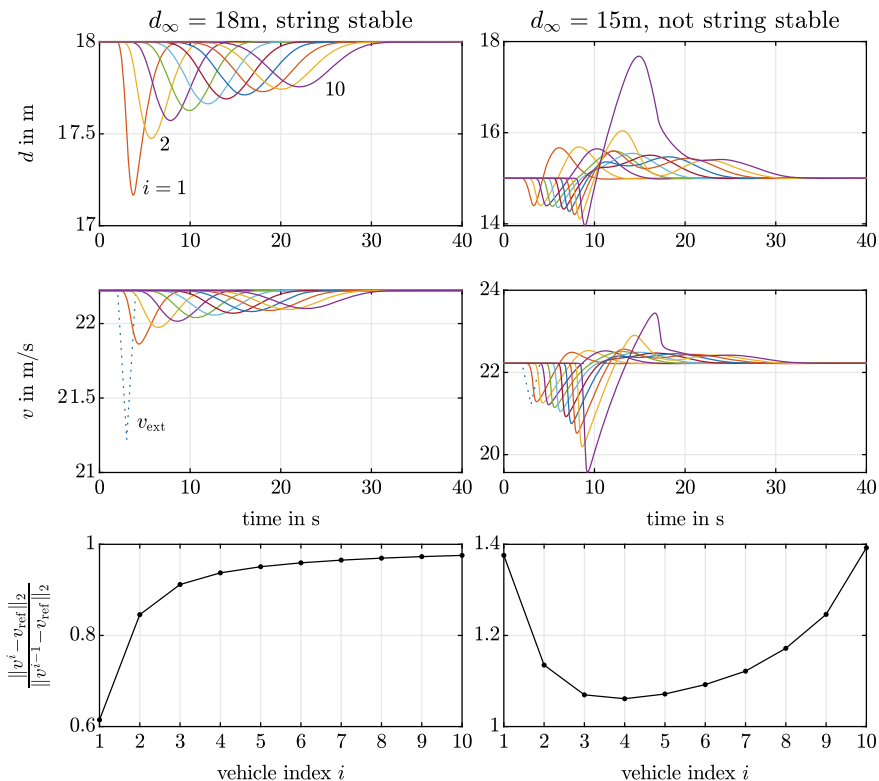 d∞ = 18m, string stable
d∞ = 15m, not string stable
d in m
18
17.5
17
i = 1
2
10
0 10 20 30 40
18
16
14
0 10 20 30 40
v in m/s
22
21.5
21
v_ext
0 10 20 30 40
time in s
24
22
20
0 10 20 30 40
time in s
||v^i − v_ref||_2
||v^{i−1} − v_ref||_2
1
0.8
0.6
1 2 3 4 5 6 7 8 9 10
vehicle index i
1.4
1.2
1
1 2 3 4 5 6 7 8 9 10
vehicle index i